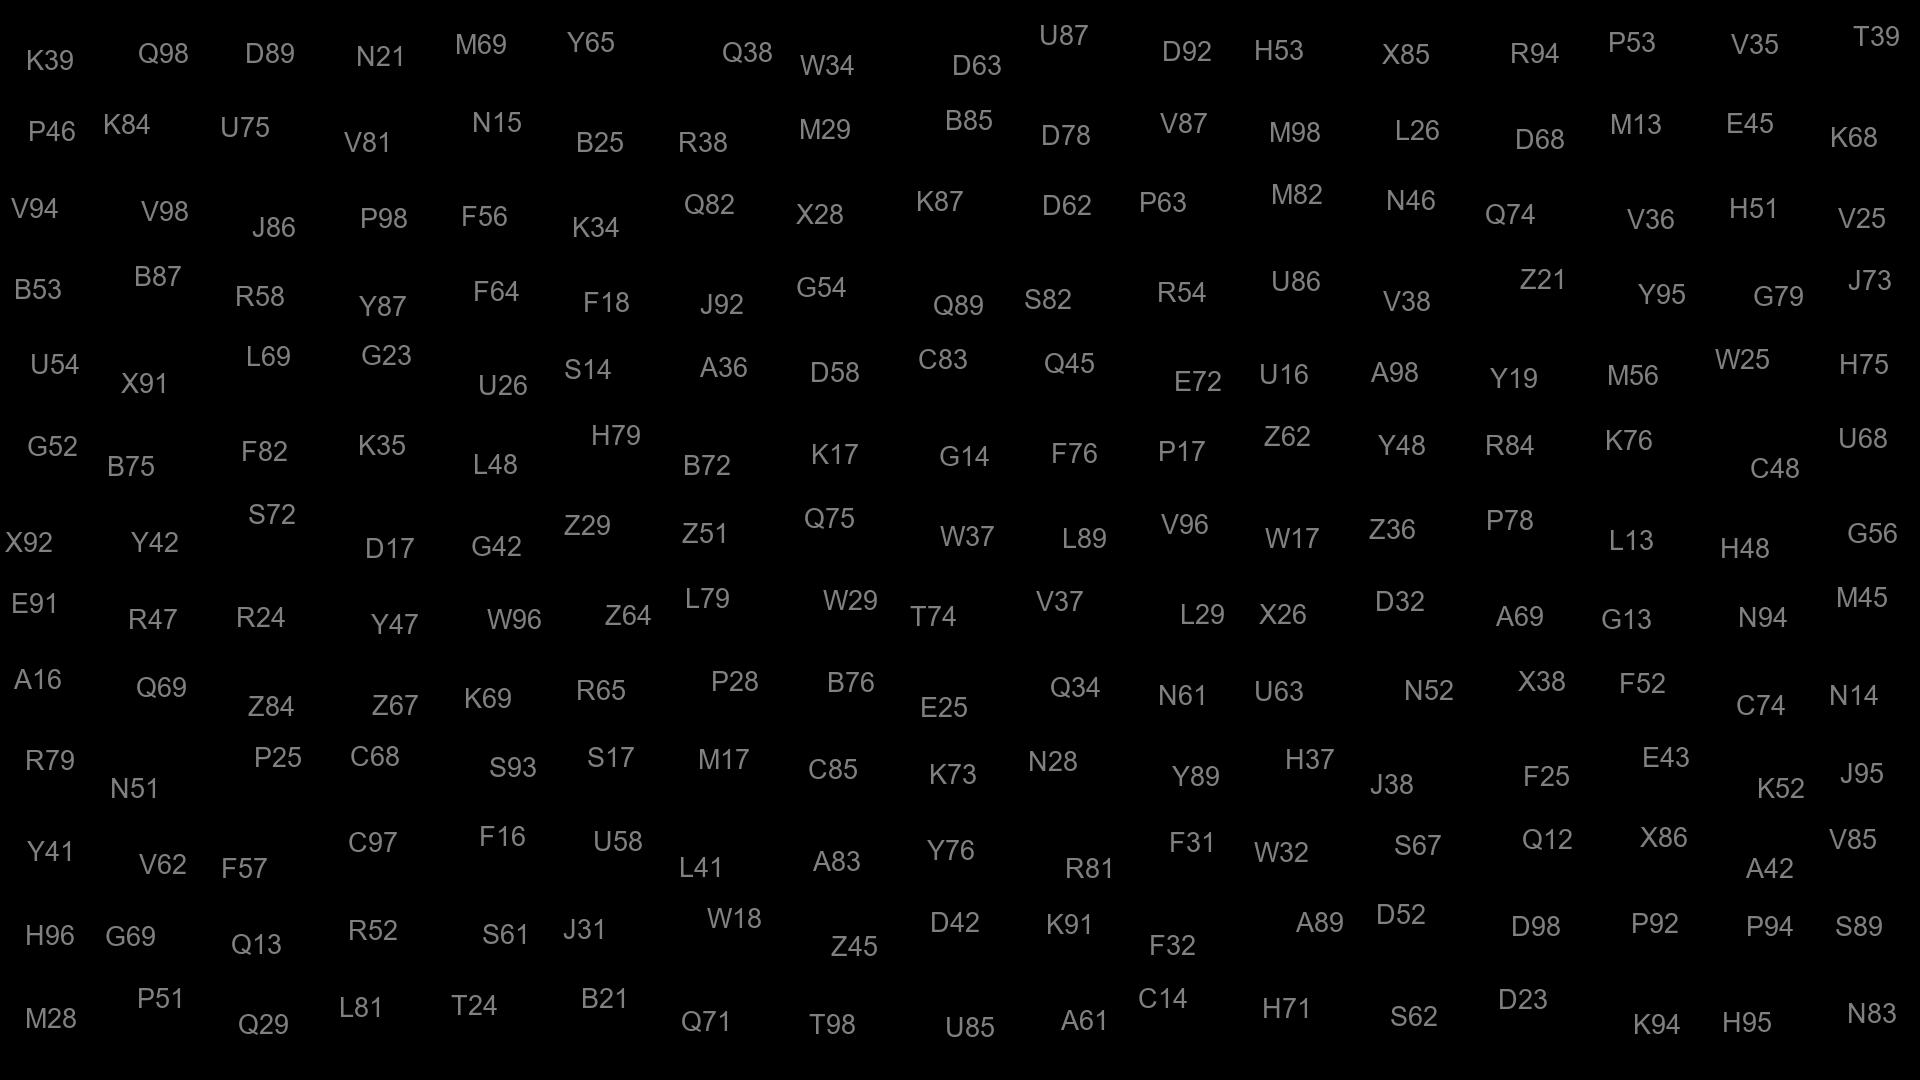 K39 Q98 D89 N21 M69 Y65 Q38 W34 D63 U87 D92 H53 X85 R94 P53 V35 T39
P46 K84 U75 V81 N15 B25 R38 M29 B85 D78 V87 M98 L26 D68 M13 E45 K68
V94 V98 J86 P98 F56 K34 Q82 X28 K87 D62 P63 M82 N46 Q74 V36 H51 V25
B53 B87 R58 Y87 F64 F18 J92 G54 Q89 S82 R54 U86 V38 Z21 Y95 G79 J73
U54 X91 L69 G23 U26 S14 A36 D58 C83 Q45 E72 U16 A98 Y19 M56 W25 H75
G52 B75 F82 K35 L48 H79 B72 K17 G14 F76 P17 Z62 Y48 R84 K76 C48 U68
X92 Y42 S72 D17 G42 Z29 Z51 Q75 W37 L89 V96 W17 Z36 P78 L13 H48 G56
E91 R47 R24 Y47 W96 Z64 L79 W29 T74 V37 L29 X26 D32 A69 G13 N94 M45
A16 Q69 Z84 Z67 K69 R65 P28 B76 E25 Q34 N61 U63 N52 X38 F52 C74 N14
R79 N51 P25 C68 S93 S17 M17 C85 K73 N28 Y89 H37 J38 F25 E43 K52 J95
Y41 V62 F57 C97 F16 U58 L41 A83 Y76 R81 F31 W32 S67 Q12 X86 A42 V85
H96 G69 Q13 R52 S61 J31 W18 Z45 D42 K91 F32 A89 D52 D98 P92 P94 S89
M28 P51 Q29 L81 T24 B21 Q71 T98 U85 A61 C14 H71 S62 D23 K94 H95 N83